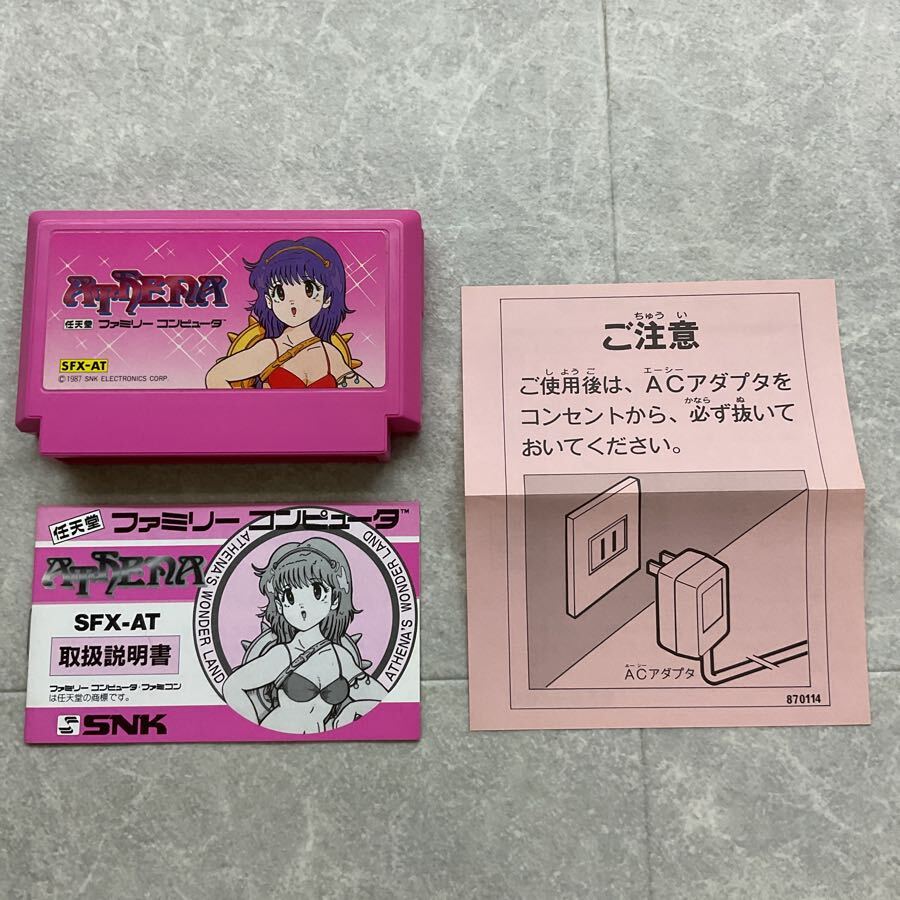 ATHENA
任天堂 ファミリー コンピュータ
SFX-AT
©1987 SNK ELECTRONICS CORP.
任天堂 ファミリー コンピュータ™
ATHENA
ATHENA'S WONDER LAND
ATHENA'S WONDER LAND
SFX-AT
取扱説明書
ファミリー コンピュータ・ファミコン
は任天堂の商標です。
SNK
ちゅう い
ご注意
しようご エーシー
ご使用後は、ACアダプタを
かなら ぬ
コンセントから、必ず抜いて
おいてください。
エーシー
ACアダプタ
870114